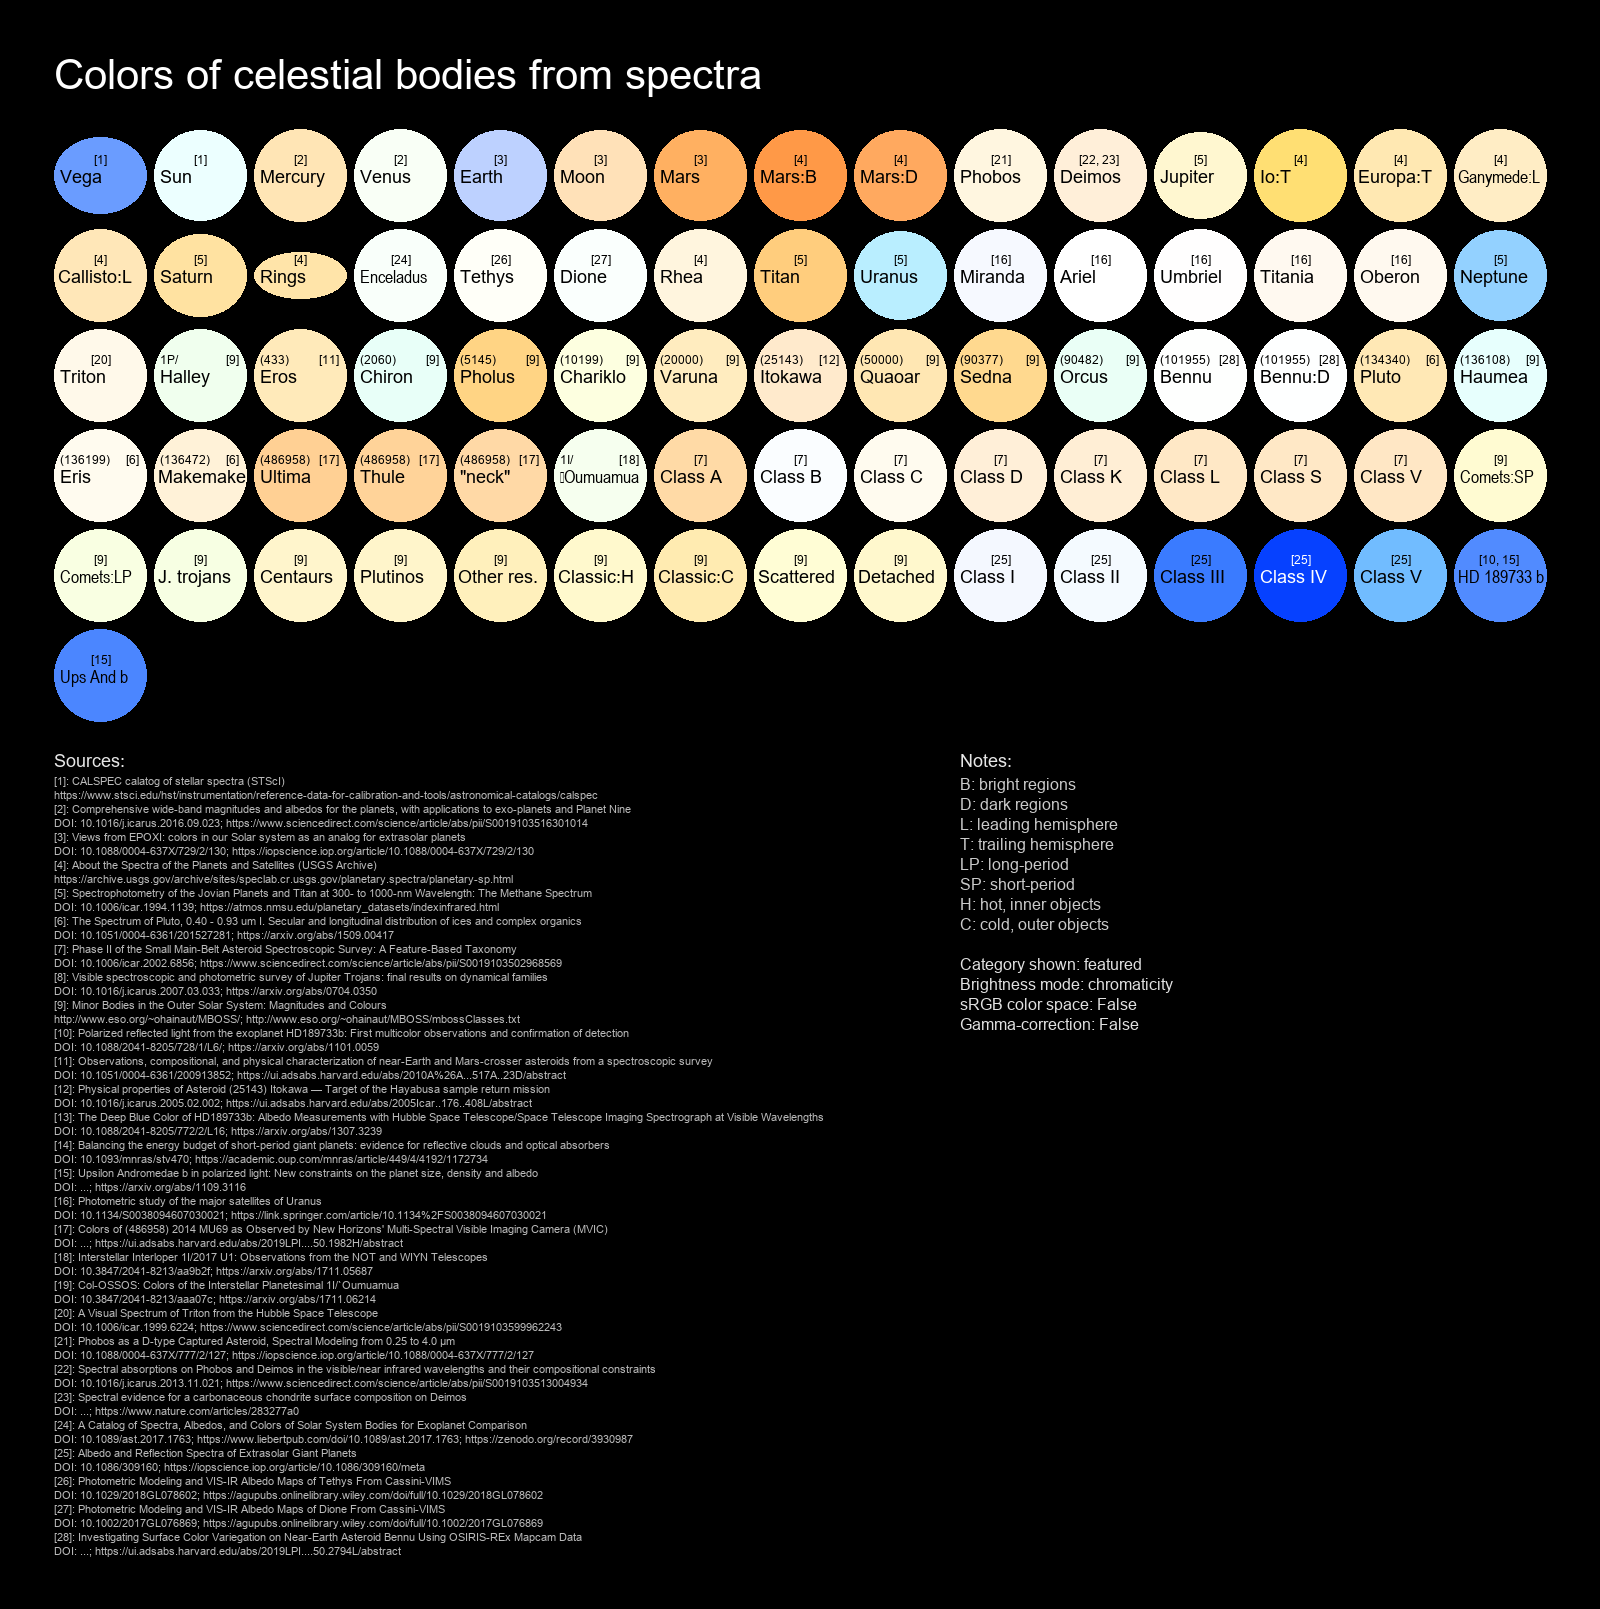 Colors of celestial bodies from spectra
[1] [1] [2] [2] [3] [3] [3] [4] [4] [21] [22, 23] [5] [4] [4] [4]
Vega Sun Mercury Venus Earth Moon Mars Mars:B Mars:D Phobos Deimos Jupiter Io:T Europa:T Ganymede:L
[4] [5] [4] [24] [26] [27] [4] [5] [5] [16] [16] [16] [16] [16] [5]
Callisto:L Saturn Rings Enceladus Tethys Dione Rhea Titan Uranus Miranda Ariel Umbriel Titania Oberon Neptune
[20] 1P/ [9] (433) [11] (2060) [9] (5145) [9] (10199) [9] (20000) [9] (25143) [12] (50000) [9] (90377) [9] (90482) [9] (101955) [28] (101955) [28] (134340) [6] (136108) [9]
Triton Halley Eros Chiron Pholus Chariklo Varuna Itokawa Quaoar Sedna Orcus Bennu Bennu:D Pluto Haumea
(136199) [6] (136472) [6] (486958) [17] (486958) [17] (486958) [17] 1I/ [18] [7] [7] [7] [7] [7] [7] [7] [7] [9]
Eris Makemake Ultima Thule "neck" Oumuamua Class A Class B Class C Class D Class K Class L Class S Class V Comets:SP
[9] [9] [9] [9] [9] [9] [9] [9] [9] [25] [25] [25] [25] [25] [10, 15]
Comets:LP J. trojans Centaurs Plutinos Other res. Classic:H Classic:C Scattered Detached Class I Class II Class III Class IV Class V HD 189733 b
[15]
Ups And b
Sources:
[1]: CALSPEC calatog of stellar spectra (STScI)
https://www.stsci.edu/hst/instrumentation/reference-data-for-calibration-and-tools/astronomical-catalogs/calspec
[2]: Comprehensive wide-band magnitudes and albedos for the planets, with applications to exo-planets and Planet Nine
DOI: 10.1016/j.icarus.2016.09.023; https://www.sciencedirect.com/science/article/abs/pii/S0019103516301014
[3]: Views from EPOXI: colors in our Solar system as an analog for extrasolar planets
DOI: 10.1088/0004-637X/729/2/130; https://iopscience.iop.org/article/10.1088/0004-637X/729/2/130
[4]: About the Spectra of the Planets and Satellites (USGS Archive)
https://archive.usgs.gov/archive/sites/speclab.cr.usgs.gov/planetary.spectra/planetary-sp.html
[5]: Spectrophotometry of the Jovian Planets and Titan at 300- to 1000-nm Wavelength: The Methane Spectrum
DOI: 10.1006/icar.1994.1139; https://atmos.nmsu.edu/planetary_datasets/indexinfrared.html
[6]: The Spectrum of Pluto, 0.40 - 0.93 um I. Secular and longitudinal distribution of ices and complex organics
DOI: 10.1051/0004-6361/201527281; https://arxiv.org/abs/1509.00417
[7]: Phase II of the Small Main-Belt Asteroid Spectroscopic Survey: A Feature-Based Taxonomy
DOI: 10.1006/icar.2002.6856; https://www.sciencedirect.com/science/article/abs/pii/S0019103502968569
[8]: Visible spectroscopic and photometric survey of Jupiter Trojans: final results on dynamical families
DOI: 10.1016/j.icarus.2007.03.033; https://arxiv.org/abs/0704.0350
[9]: Minor Bodies in the Outer Solar System: Magnitudes and Colours
http://www.eso.org/~ohainaut/MBOSS/; http://www.eso.org/~ohainaut/MBOSS/mbossClasses.txt
[10]: Polarized reflected light from the exoplanet HD189733b: First multicolor observations and confirmation of detection
DOI: 10.1088/2041-8205/728/1/L6/; https://arxiv.org/abs/1101.0059
[11]: Observations, compositional, and physical characterization of near-Earth and Mars-crosser asteroids from a spectroscopic survey
DOI: 10.1051/0004-6361/200913852; https://ui.adsabs.harvard.edu/abs/2010A%26A...517A..23D/abstract
[12]: Physical properties of Asteroid (25143) Itokawa — Target of the Hayabusa sample return mission
DOI: 10.1016/j.icarus.2005.02.002; https://ui.adsabs.harvard.edu/abs/2005Icar..176..408L/abstract
[13]: The Deep Blue Color of HD189733b: Albedo Measurements with Hubble Space Telescope/Space Telescope Imaging Spectrograph at Visible Wavelengths
DOI: 10.1088/2041-8205/772/2/L16; https://arxiv.org/abs/1307.3239
[14]: Balancing the energy budget of short-period giant planets: evidence for reflective clouds and optical absorbers
DOI: 10.1093/mnras/stv470; https://academic.oup.com/mnras/article/449/4/4192/1172734
[15]: Upsilon Andromedae b in polarized light: New constraints on the planet size, density and albedo
DOI: ...; https://arxiv.org/abs/1109.3116
[16]: Photometric study of the major satellites of Uranus
DOI: 10.1134/S0038094607030021; https://link.springer.com/article/10.1134%2FS0038094607030021
[17]: Colors of (486958) 2014 MU69 as Observed by New Horizons' Multi-Spectral Visible Imaging Camera (MVIC)
DOI: ...; https://ui.adsabs.harvard.edu/abs/2019LPI....50.1982H/abstract
[18]: Interstellar Interloper 1I/2017 U1: Observations from the NOT and WIYN Telescopes
DOI: 10.3847/2041-8213/aa9b2f; https://arxiv.org/abs/1711.05687
[19]: Col-OSSOS: Colors of the Interstellar Planetesimal 1I/`Oumuamua
DOI: 10.3847/2041-8213/aaa07c; https://arxiv.org/abs/1711.06214
[20]: A Visual Spectrum of Triton from the Hubble Space Telescope
DOI: 10.1006/icar.1999.6224; https://www.sciencedirect.com/science/article/abs/pii/S0019103599962243
[21]: Phobos as a D-type Captured Asteroid, Spectral Modeling from 0.25 to 4.0 μm
DOI: 10.1088/0004-637X/777/2/127; https://iopscience.iop.org/article/10.1088/0004-637X/777/2/127
[22]: Spectral absorptions on Phobos and Deimos in the visible/near infrared wavelengths and their compositional constraints
DOI: 10.1016/j.icarus.2013.11.021; https://www.sciencedirect.com/science/article/abs/pii/S0019103513004934
[23]: Spectral evidence for a carbonaceous chondrite surface composition on Deimos
DOI: ...; https://www.nature.com/articles/283277a0
[24]: A Catalog of Spectra, Albedos, and Colors of Solar System Bodies for Exoplanet Comparison
DOI: 10.1089/ast.2017.1763; https://www.liebertpub.com/doi/10.1089/ast.2017.1763; https://zenodo.org/record/3930987
[25]: Albedo and Reflection Spectra of Extrasolar Giant Planets
DOI: 10.1086/309160; https://iopscience.iop.org/article/10.1086/309160/meta
[26]: Photometric Modeling and VIS-IR Albedo Maps of Tethys From Cassini-VIMS
DOI: 10.1029/2018GL078602; https://agupubs.onlinelibrary.wiley.com/doi/full/10.1029/2018GL078602
[27]: Photometric Modeling and VIS-IR Albedo Maps of Dione From Cassini-VIMS
DOI: 10.1002/2017GL076869; https://agupubs.onlinelibrary.wiley.com/doi/full/10.1002/2017GL076869
[28]: Investigating Surface Color Variegation on Near-Earth Asteroid Bennu Using OSIRIS-REx Mapcam Data
DOI: ...; https://ui.adsabs.harvard.edu/abs/2019LPI....50.2794L/abstract
Notes:
B: bright regions
D: dark regions
L: leading hemisphere
T: trailing hemisphere
LP: long-period
SP: short-period
H: hot, inner objects
C: cold, outer objects
Category shown: featured
Brightness mode: chromaticity
sRGB color space: False
Gamma-correction: False